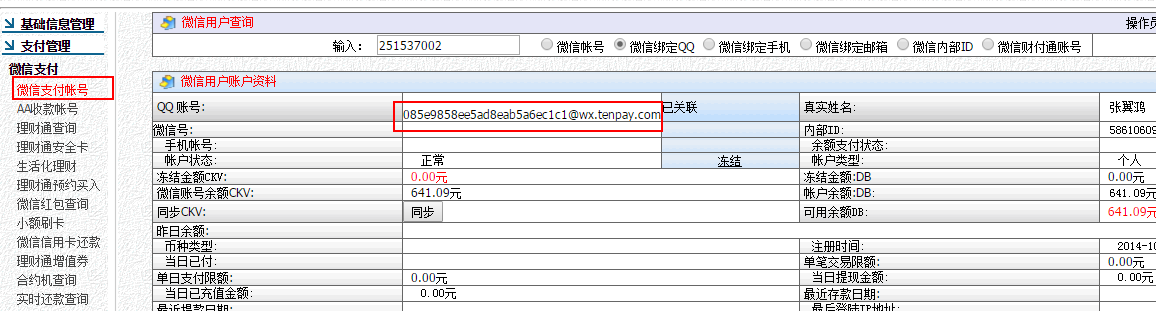 基础信息管理
支付管理
微信支付
微信支付帐号
AA收款帐号
理财通查询
理财通安全卡
生活化理财
理财通预约买入
微信红包查询
小额刷卡
微信信用卡还款
理财通增值券
合约机查询
实时还款查询
微信用户查询 操作员
输入: 251537002 微信帐号 微信绑定QQ 微信绑定手机 微信绑定邮箱 微信内部ID 微信财付通账号
微信用户账户资料
QQ 账号: 085e9858ee5ad8eab5a6ec1c1@wx.tenpay.com 已关联 真实姓名: 张翼鸿
微信号: 内部ID: 58610609
手机帐号: 余额支付状态:
帐户状态: 正常 冻结 帐户类型: 个人
冻结金额CKV: 0.00元 冻结金额:DB 0.00元
微信账号余额CKV: 641.09元 帐户余额:DB: 641.09元
同步CKV: 同步 可用余额DB: 641.09元
昨日余额:
币种类型: 注册时间: 2014-10
当日已付: 单笔交易限额: 0.00元
单日支付限额: 0.00元 当日提现金额: 0.00元
当日已充值金额: 0.00元 最近存款日期:
最近提款日期: 最后登陆IP地址: